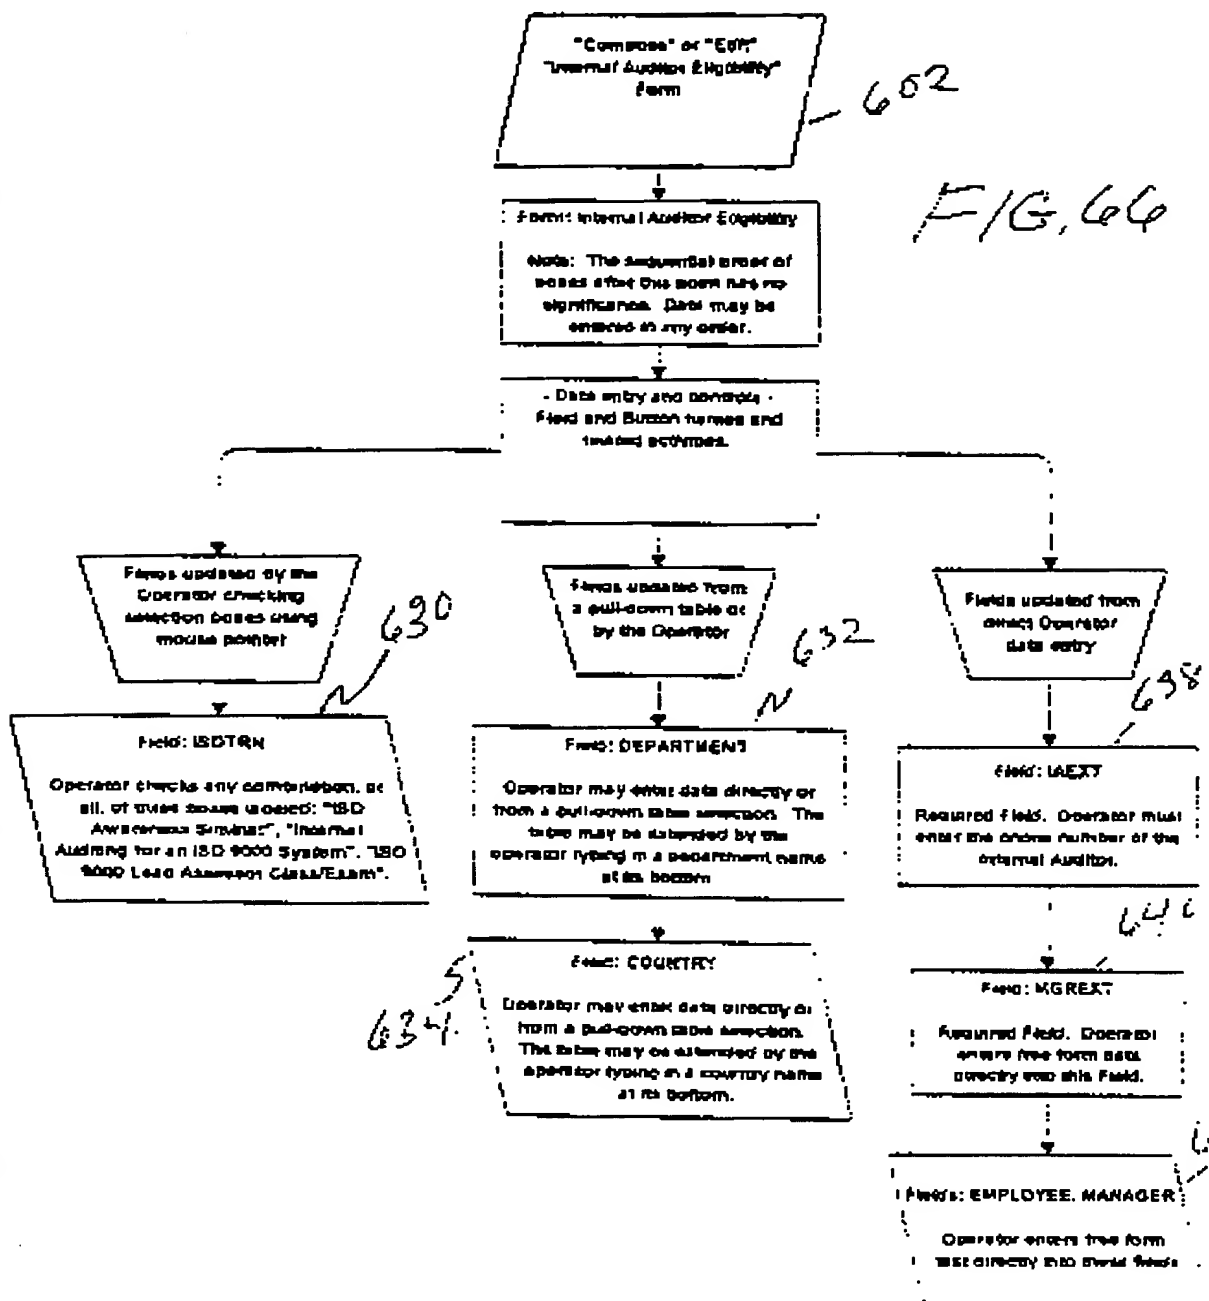 "Compose" or "Edit"
"Internal Auditor Eligibility"
Form
602
FIG. 66
Form: Internal Auditor Eligibility
Note: The sequential order of
boxes after this point has no
significance. Data may be
entered in any order.
- Data entry and controls -
Field and Button names and
related activities.
Fields updated by the
Operator checking
selection boxes using
mouse pointer
630
Field: ISOTRN
Operator checks any combination, or
all, of three boxes labeled: "ISO
Awareness Seminar", "Internal
Auditing for an ISO 9000 System", "ISO
9000 Lead Assessor Class/Exam".
Fields updated from
a pull-down table or
by the Operator
632
Field: DEPARTMENT
Operator may enter data directly or
from a pull-down table selection. The
table may be extended by the
operator typing in a department name
at its bottom
634
Field: COUNTRY
Operator may enter data directly or
from a pull-down table selection.
The table may be extended by the
operator typing in a country name
at its bottom.
Fields updated from
direct Operator
data entry
638
Field: IAEXT
Required Field. Operator must
enter the phone number of the
Internal Auditor.
Field: MGREXT
Required Field. Operator
enters free form data
directly into this Field.
Fields: EMPLOYEE, MANAGER
Operator enters free form
text directly into these fields